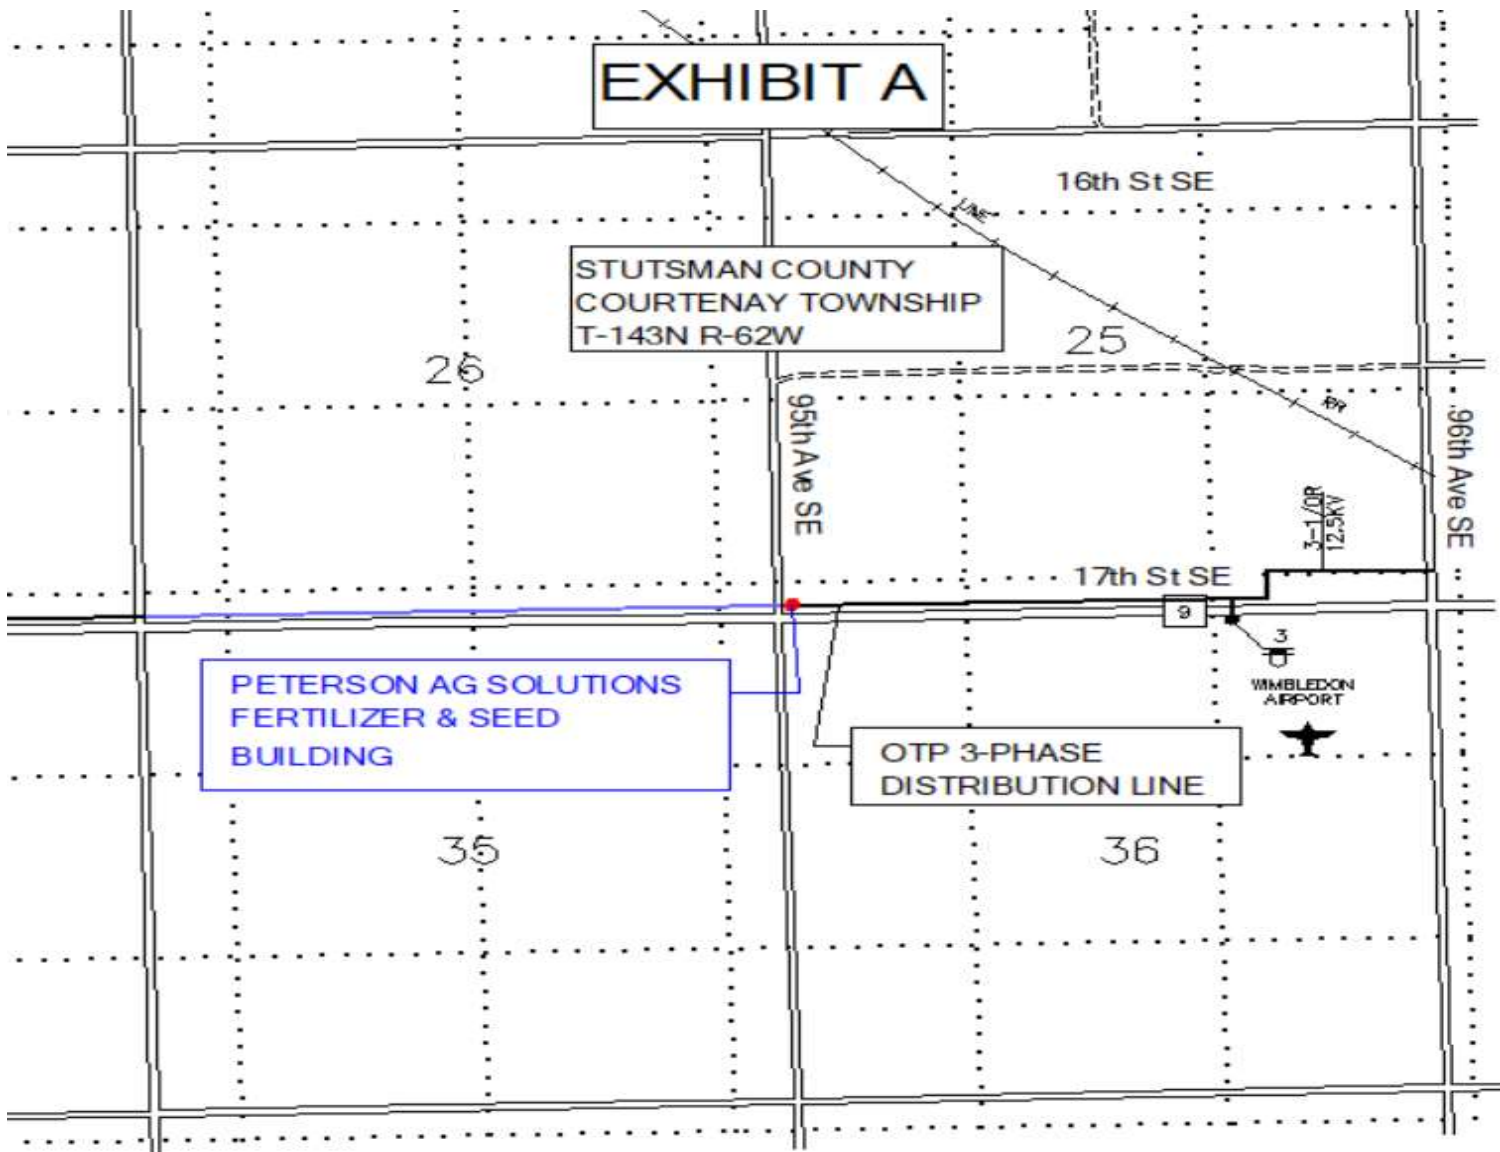 EXHIBIT A
16th St SE
LINE
STUTSMAN COUNTY
COURTENAY TOWNSHIP
T-143N R-62W
25
26
95th Ave SE
RR
96th Ave SE
3-1/0R
12.5KV
17th St SE
9
3
WIMBLEDON
AIRPORT
PETERSON AG SOLUTIONS
FERTILIZER & SEED
BUILDING
OTP 3-PHASE
DISTRIBUTION LINE
35
36